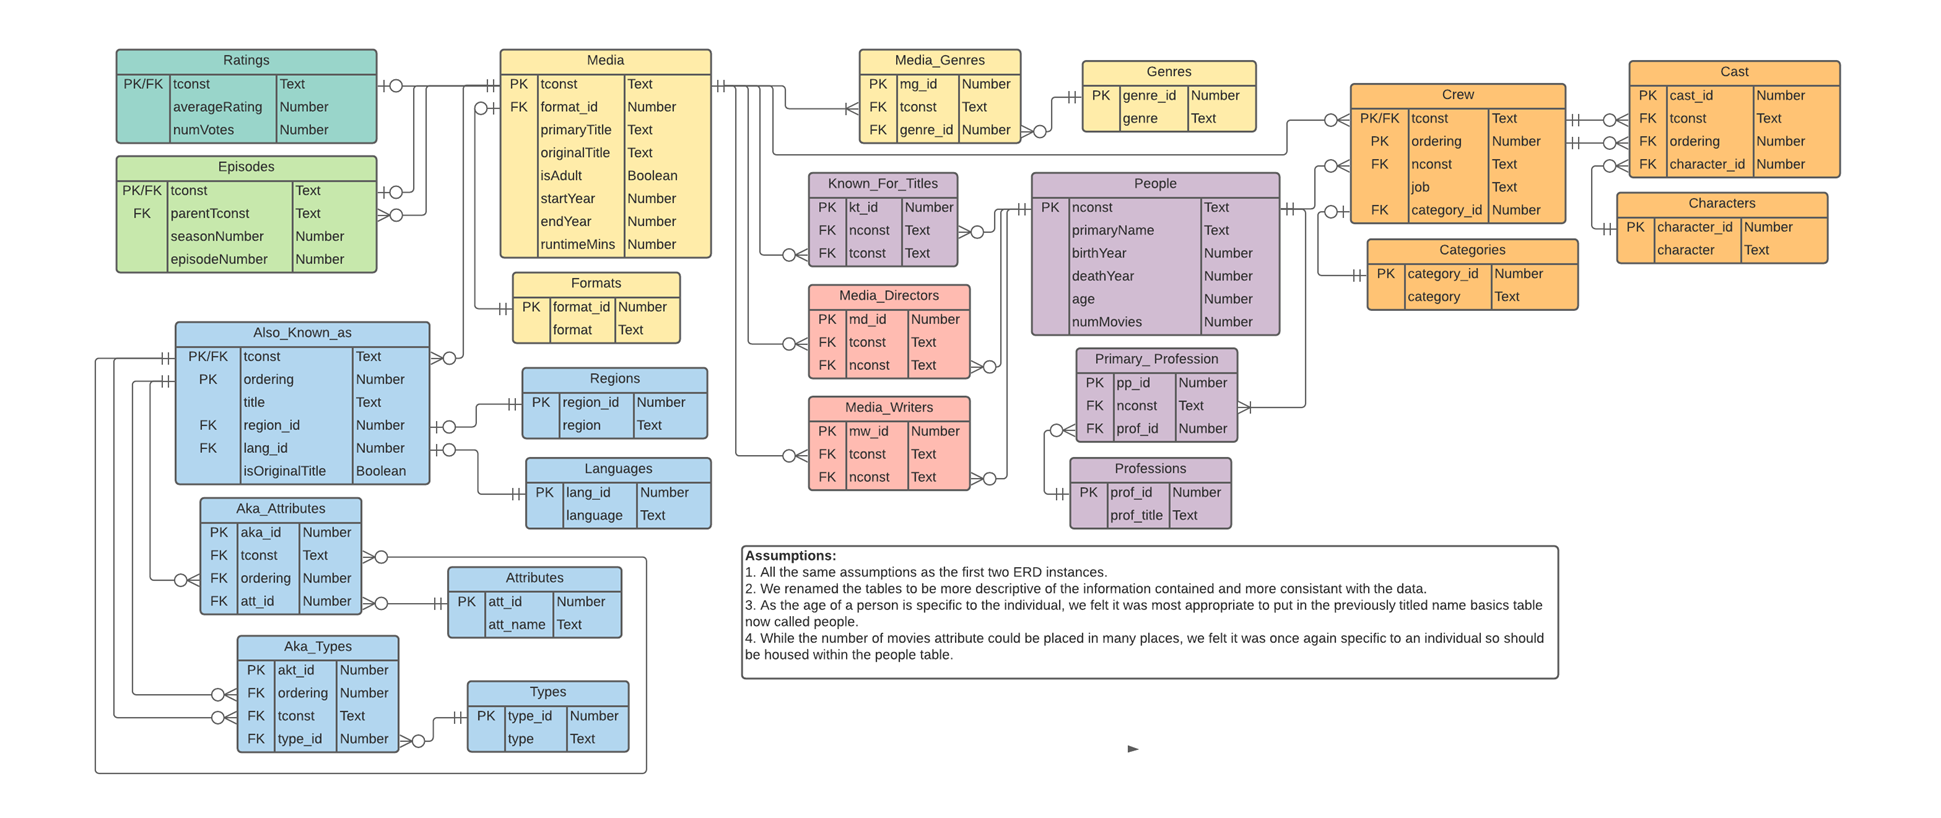 Ratings
PK/FK tconst Text
averageRating Number
numVotes Number
Episodes
PK/FK tconst Text
FK parentTconst Text
seasonNumber Number
episodeNumber Number
Media
PK tconst Text
FK format_id Number
primaryTitle Text
originalTitle Text
isAdult Boolean
startYear Number
endYear Number
runtimeMins Number
Formats
PK format_id Number
format Text
Media_Genres
PK mg_id Number
FK tconst Text
FK genre_id Number
Genres
PK genre_id Number
genre Text
Known_For_Titles
PK kt_id Number
FK nconst Text
FK tconst Text
People
PK nconst Text
primaryName Text
birthYear Number
deathYear Number
age Number
numMovies Number
Crew
PK/FK tconst Text
PK ordering Number
FK nconst Text
job Text
FK category_id Number
Cast
PK cast_id Number
FK tconst Text
FK ordering Number
FK character_id Number
Characters
PK character_id Number
character Text
Categories
PK category_id Number
category Text
Media_Directors
PK md_id Number
FK tconst Text
FK nconst Text
Media_Writers
PK mw_id Number
FK tconst Text
FK nconst Text
Primary_ Profession
PK pp_id Number
FK nconst Text
FK prof_id Number
Professions
PK prof_id Number
prof_title Text
Also_Known_as
PK/FK tconst Text
PK ordering Number
title Text
FK region_id Number
FK lang_id Number
isOriginalTitle Boolean
Regions
PK region_id Number
region Text
Languages
PK lang_id Number
language Text
Aka_Attributes
PK aka_id Number
FK tconst Text
FK ordering Number
FK att_id Number
Attributes
PK att_id Number
att_name Text
Aka_Types
PK akt_id Number
FK ordering Number
FK tconst Text
FK type_id Number
Types
PK type_id Number
type Text
Assumptions:
1. All the same assumptions as the first two ERD instances.
2. We renamed the tables to be more descriptive of the information contained and more consistant with the data.
3. As the age of a person is specific to the individual, we felt it was most appropriate to put in the previously titled name basics table
now called people.
4. While the number of movies attribute could be placed in many places, we felt it was once again specific to an individual so should
be housed within the people table.